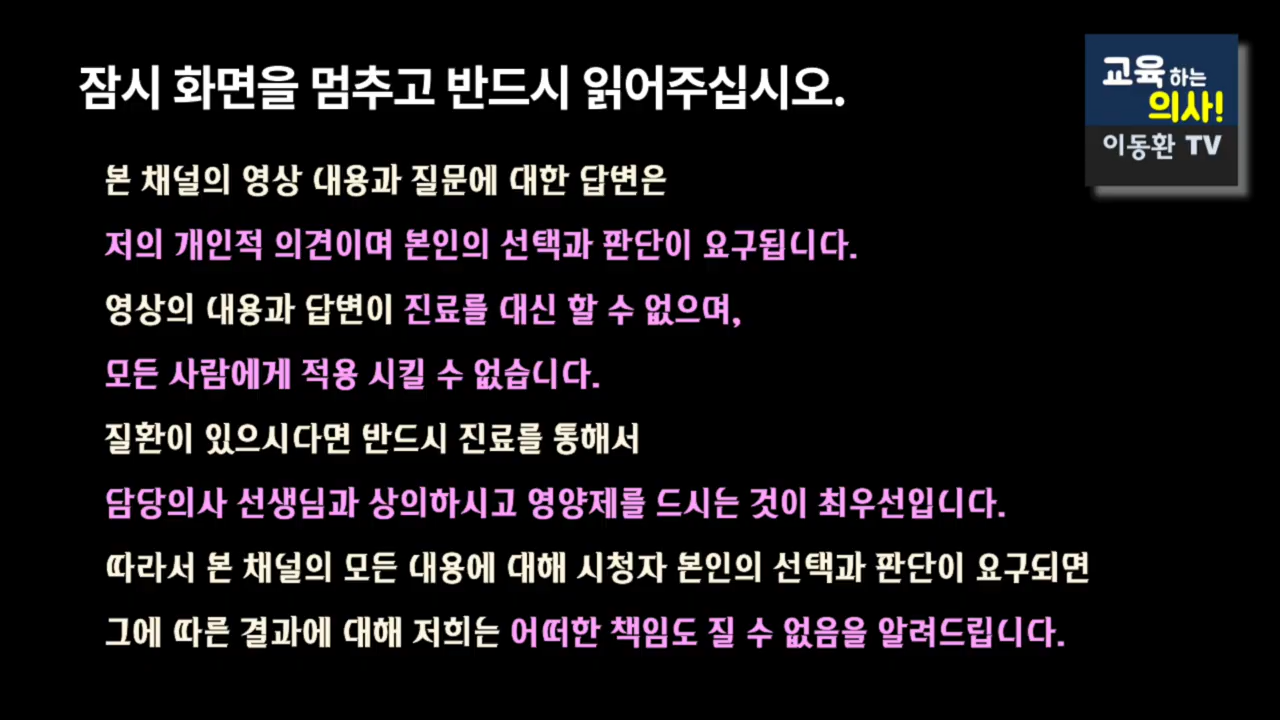 잠시 화면을 멈추고 반드시 읽어주십시오.
교육하는
의사!
이동환 TV
본 채널의 영상 내용과 질문에 대한 답변은
저의 개인적 의견이며 본인의 선택과 판단이 요구됩니다.
영상의 내용과 답변이 진료를 대신 할 수 없으며,
모든 사람에게 적용 시킬 수 없습니다.
질환이 있으시다면 반드시 진료를 통해서
담당의사 선생님과 상의하시고 영양제를 드시는 것이 최우선입니다.
따라서 본 채널의 모든 내용에 대해 시청자 본인의 선택과 판단이 요구되면
그에 따른 결과에 대해 저희는 어떠한 책임도 질 수 없음을 알려드립니다.